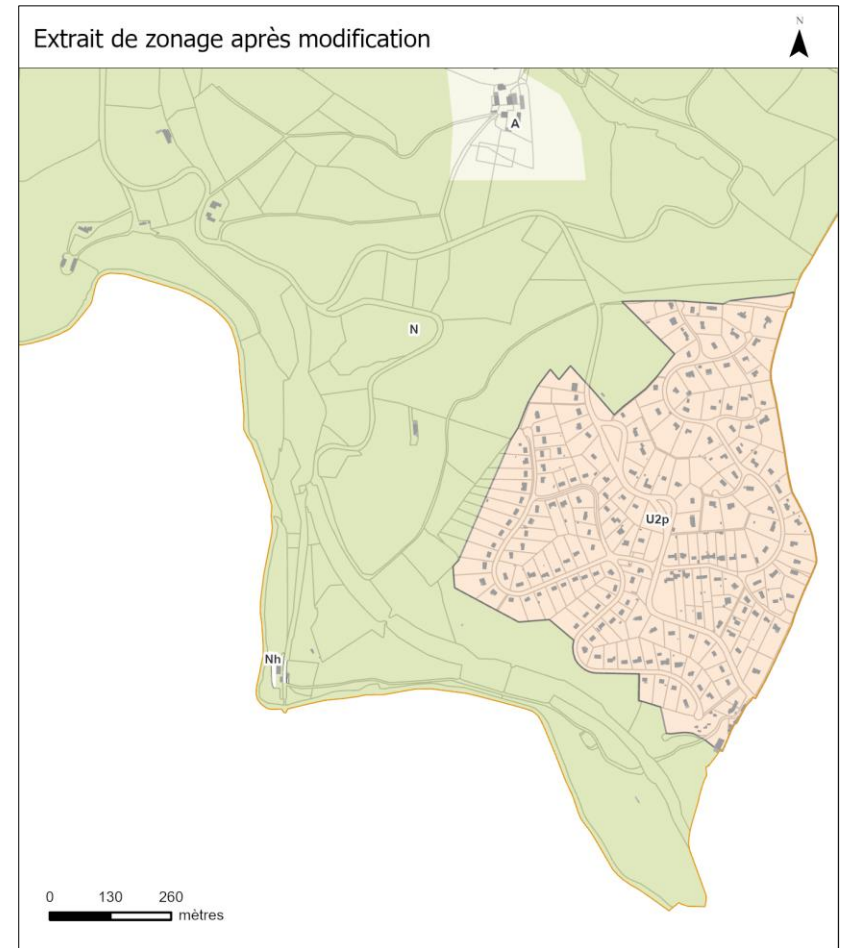 Extrait de zonage après modification
N
A
N
U2p
Nh
0 130 260
mètres